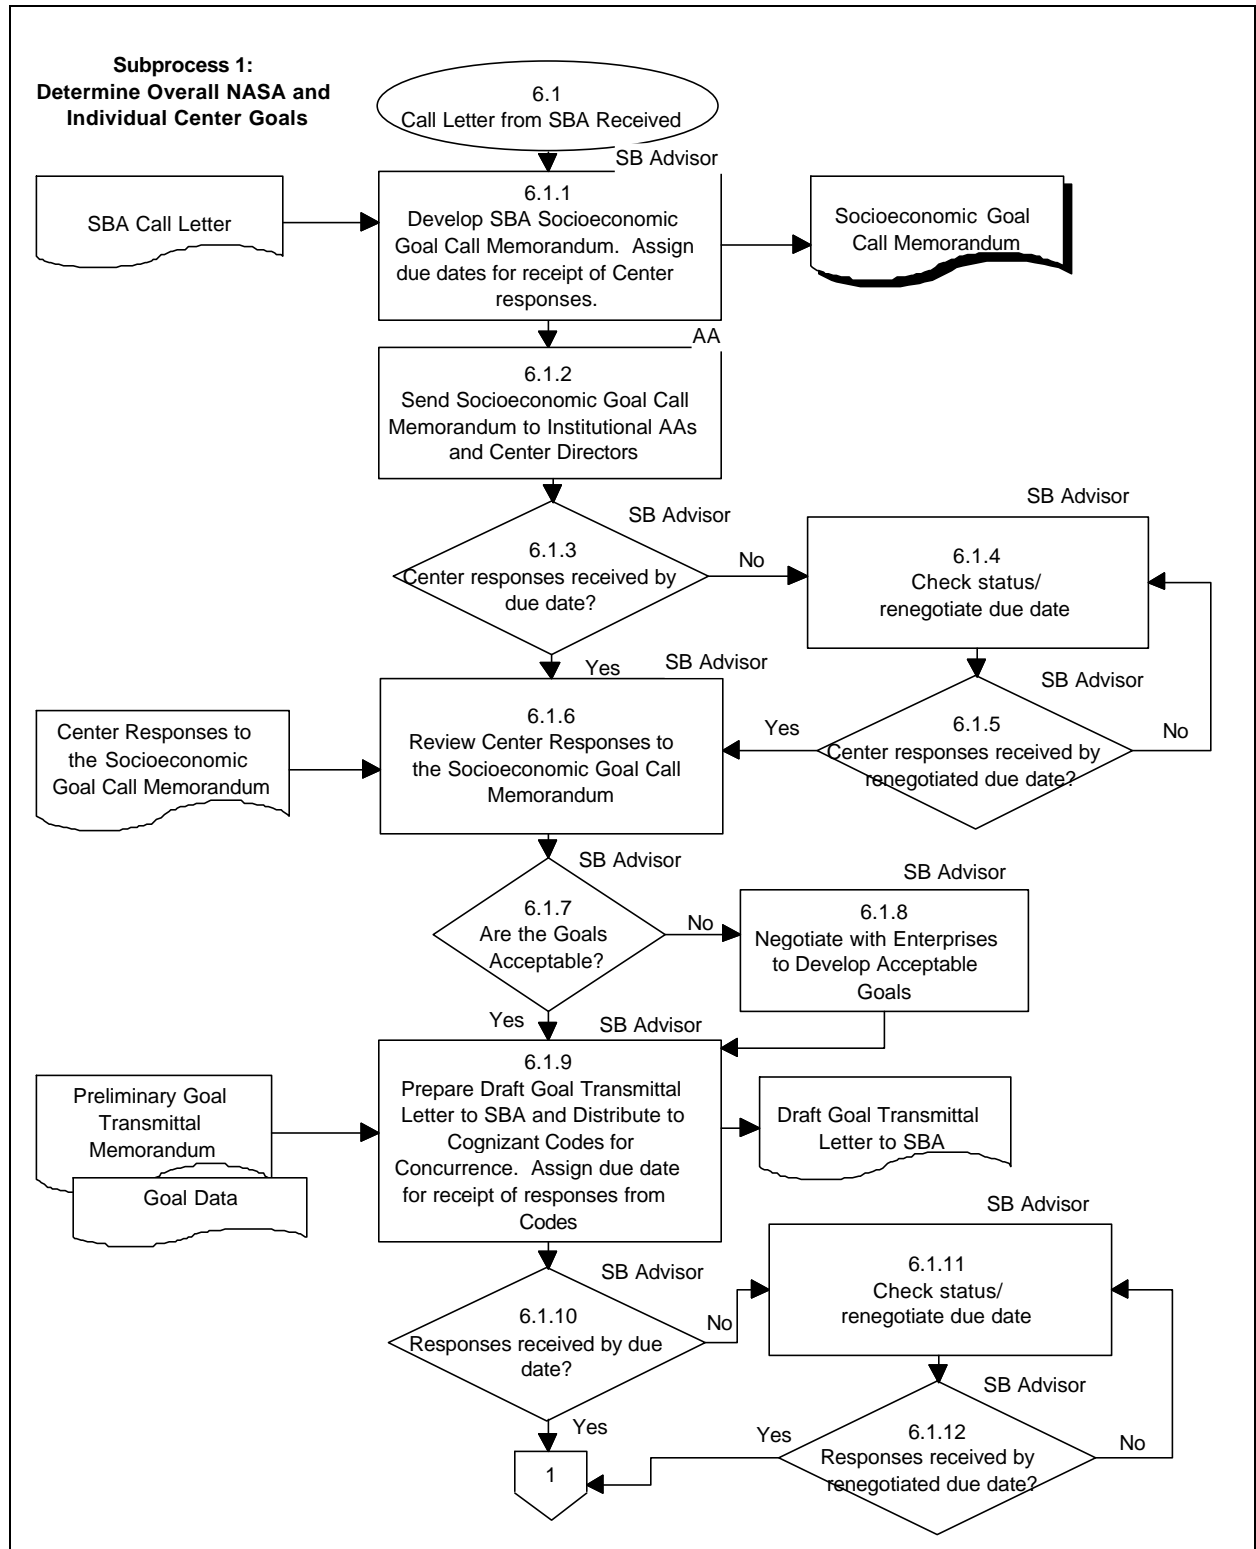 Subprocess 1:
Determine Overall NASA and
Individual Center Goals
6.1
Call Letter from SBA Received
SB Advisor
SBA Call Letter
6.1.1
Develop SBA Socioeconomic
Goal Call Memorandum. Assign
due dates for receipt of Center
responses.
Socioeconomic Goal
Call Memorandum
AA
6.1.2
Send Socioeconomic Goal Call
Memorandum to Institutional AAs
and Center Directors
SB Advisor
6.1.3
Center responses received by
due date?
No
SB Advisor
6.1.4
Check status/
renegotiate due date
Yes
SB Advisor
SB Advisor
6.1.5
Center responses received by
renegotiated due date?
Yes
No
Center Responses to
the Socioeconomic
Goal Call Memorandum
6.1.6
Review Center Responses to
the Socioeconomic Goal Call
Memorandum
SB Advisor
6.1.7
Are the Goals
Acceptable?
No
SB Advisor
6.1.8
Negotiate with Enterprises
to Develop Acceptable
Goals
Yes
SB Advisor
Preliminary Goal
Transmittal
Memorandum
Goal Data
6.1.9
Prepare Draft Goal Transmittal
Letter to SBA and Distribute to
Cognizant Codes for
Concurrence. Assign due date
for receipt of responses from
Codes
Draft Goal Transmittal
Letter to SBA
SB Advisor
6.1.10
Responses received by due
date?
No
SB Advisor
6.1.11
Check status/
renegotiate due date
Yes
SB Advisor
6.1.12
Responses received by
renegotiated due date?
Yes
No
1